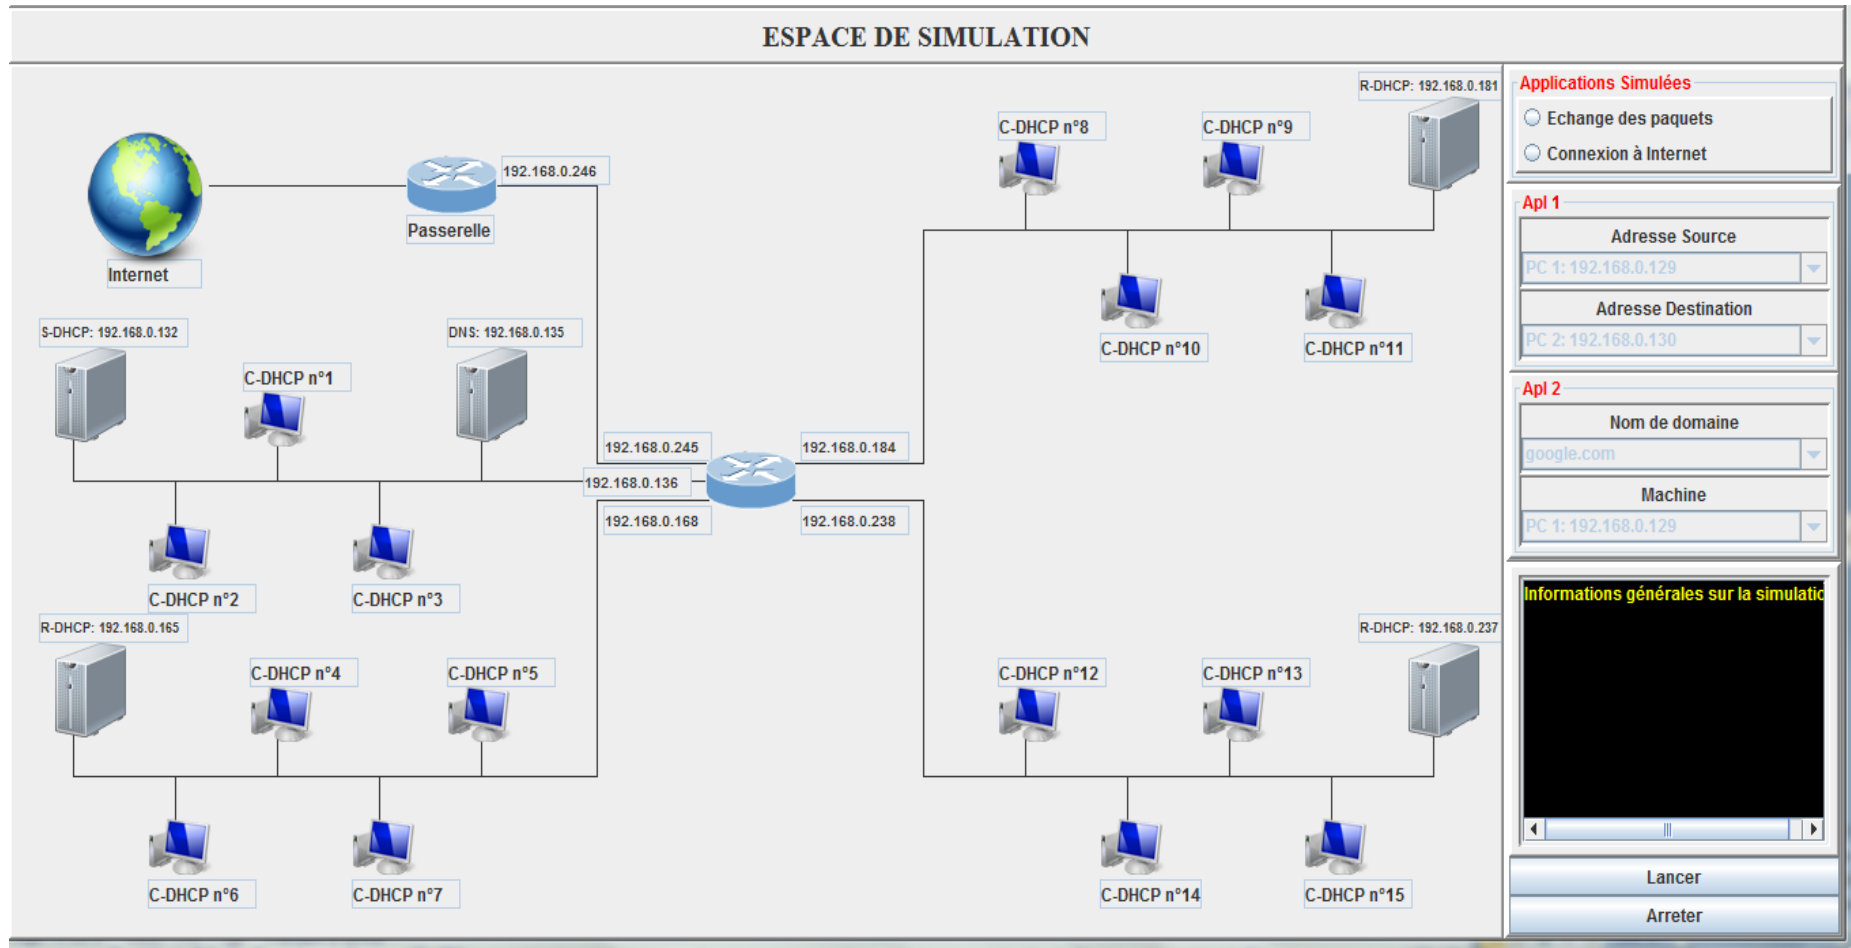 ESPACE DE SIMULATION
R-DHCP: 192.168.0.181
C-DHCP n°8
C-DHCP n°9
192.168.0.246
Passerelle
Internet
S-DHCP: 192.168.0.132
DNS: 192.168.0.135
C-DHCP n°10
C-DHCP n°11
C-DHCP n°1
192.168.0.245
192.168.0.184
192.168.0.136
192.168.0.168
192.168.0.238
C-DHCP n°2
C-DHCP n°3
R-DHCP: 192.168.0.165
R-DHCP: 192.168.0.237
C-DHCP n°4
C-DHCP n°5
C-DHCP n°12
C-DHCP n°13
C-DHCP n°6
C-DHCP n°7
C-DHCP n°14
C-DHCP n°15
Applications Simulées
Echange des paquets
Connexion à Internet
Apl 1
Adresse Source
PC 1: 192.168.0.129
Adresse Destination
PC 2: 192.168.0.130
Apl 2
Nom de domaine
google.com
Machine
PC 1: 192.168.0.129
Informations générales sur la simulatio
Lancer
Arreter